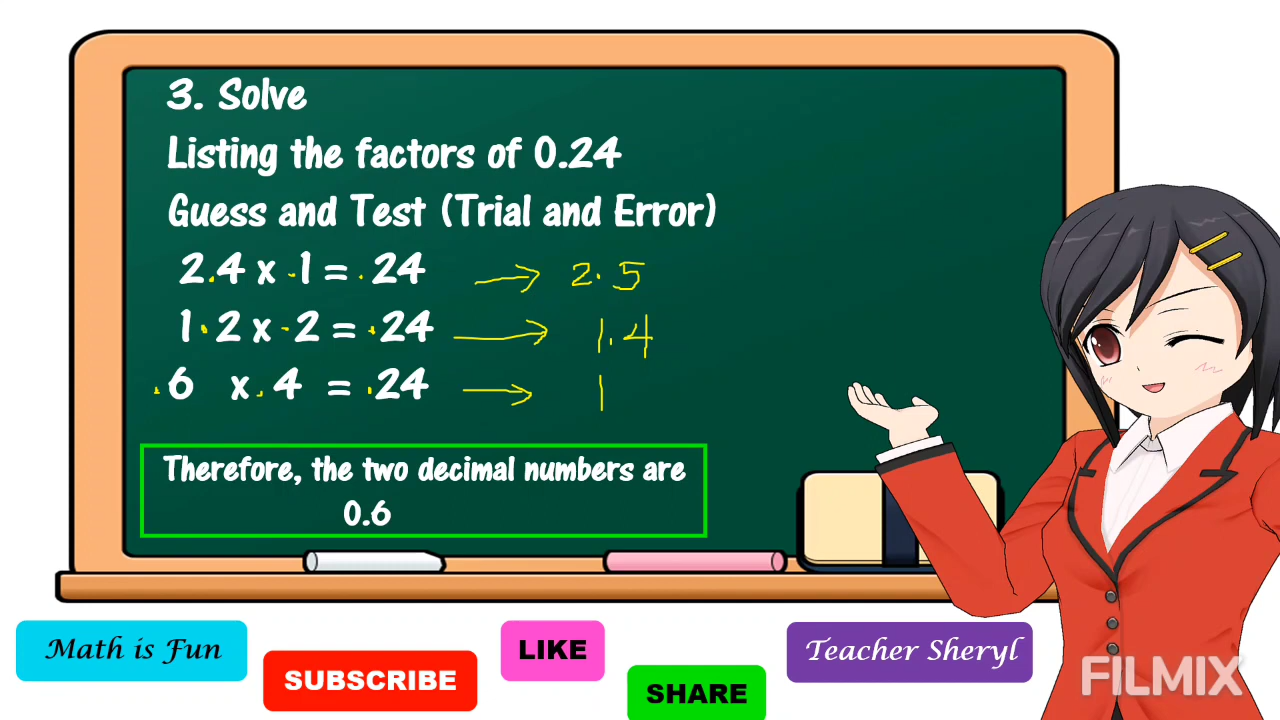 3. Solve
Listing the factors of 0.24
Guess and Test (Trial and Error)
2.4 x .1 = .24 → 2.5
1.2 x .2 = .24 → 1.4
.6 x .4 = .24 → 1
Therefore, the two decimal numbers are
0.6
Math is Fun
SUBSCRIBE
LIKE
SHARE
Teacher Sheryl
FILMIX